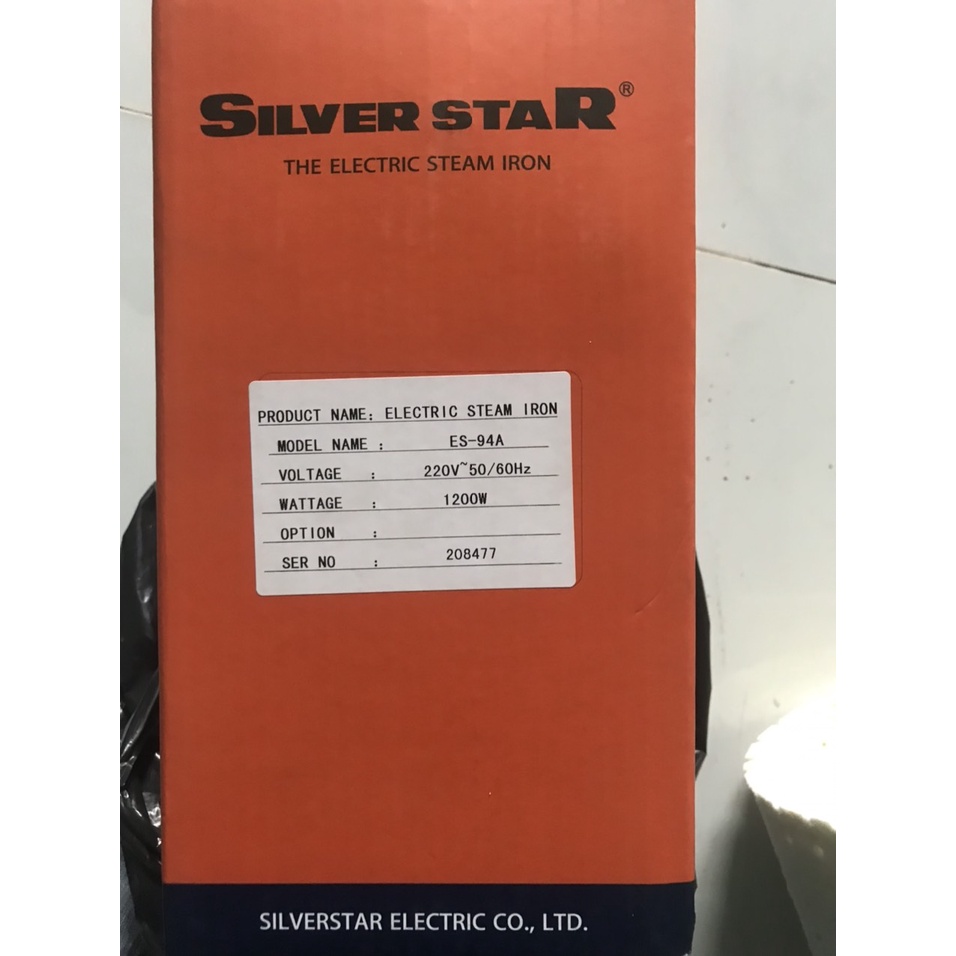 SILVER STAR®
THE ELECTRIC STEAM IRON
PRODUCT NAME: ELECTRIC STEAM IRON
MODEL NAME : ES-94A
VOLTAGE : 220V~50/60Hz
WATTAGE : 1200W
OPTION :
SER NO : 208477
SILVERSTAR ELECTRIC CO., LTD.